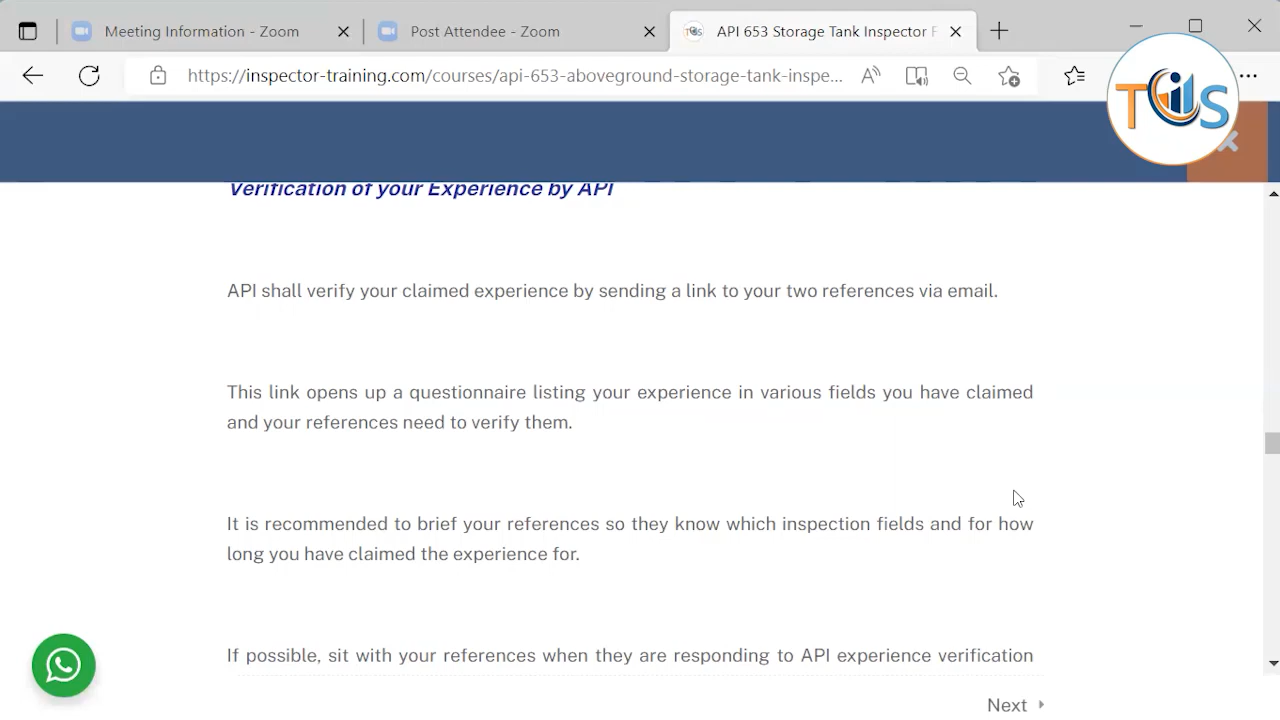 Meeting Information - Zoom
Post Attendee - Zoom
API 653 Storage Tank Inspector F
https://inspector-training.com/courses/api-653-aboveground-storage-tank-inspe...
TIS
Verification of your Experience by API
API shall verify your claimed experience by sending a link to your two references via email.
This link opens up a questionnaire listing your experience in various fields you have claimed
and your references need to verify them.
It is recommended to brief your references so they know which inspection fields and for how
long you have claimed the experience for.
If possible, sit with your references when they are responding to API experience verification
Next